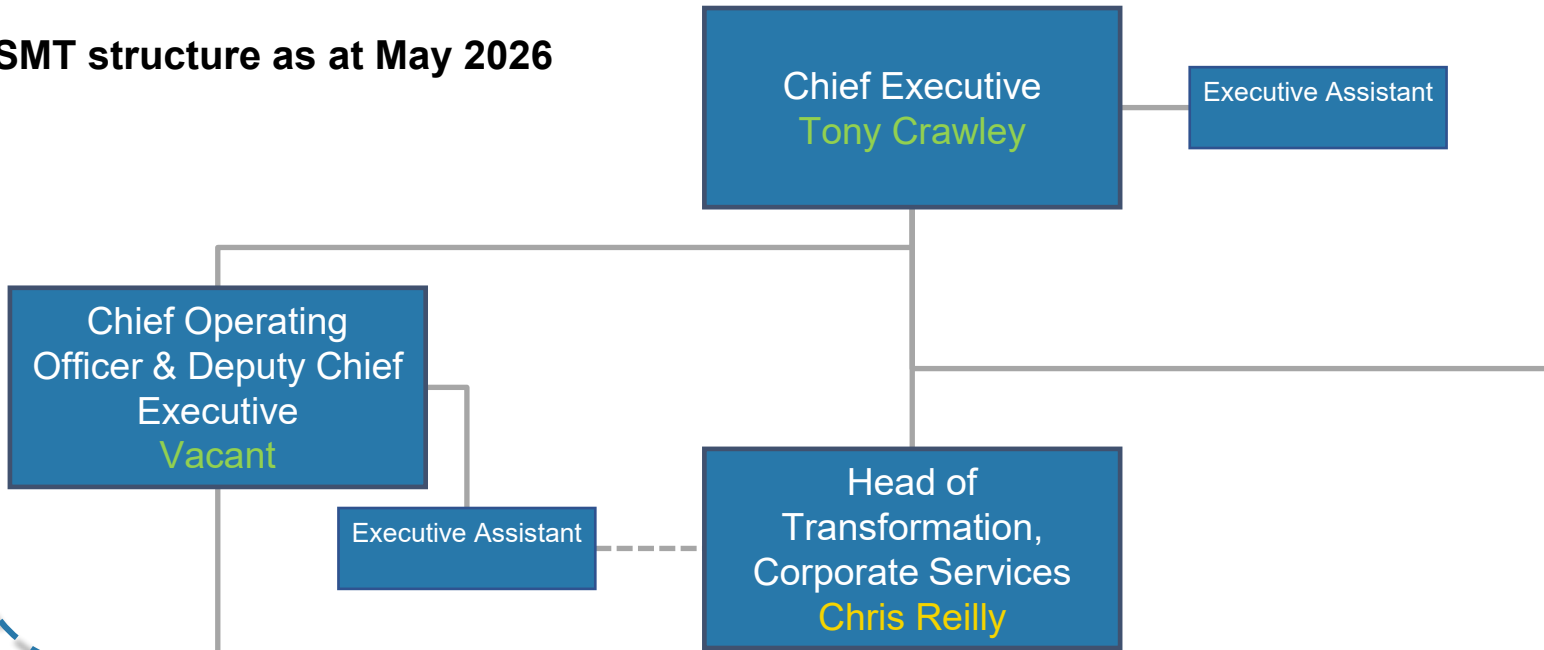 SMT structure as at May 2026
Chief Executive
Tony Crawley
Executive Assistant
Chief Operating
Officer & Deputy Chief
Executive
Vacant
Executive Assistant
Head of
Transformation,
Corporate Services
Chris Reilly